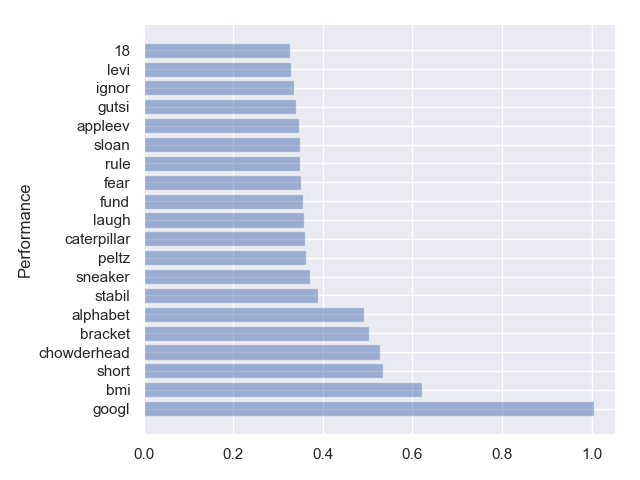 Performance
18
levi
ignor
gutsi
appleev
sloan
rule
fear
fund
laugh
caterpillar
peltz
sneaker
stabil
alphabet
bracket
chowderhead
short
bmi
googl
0.0 0.2 0.4 0.6 0.8 1.0